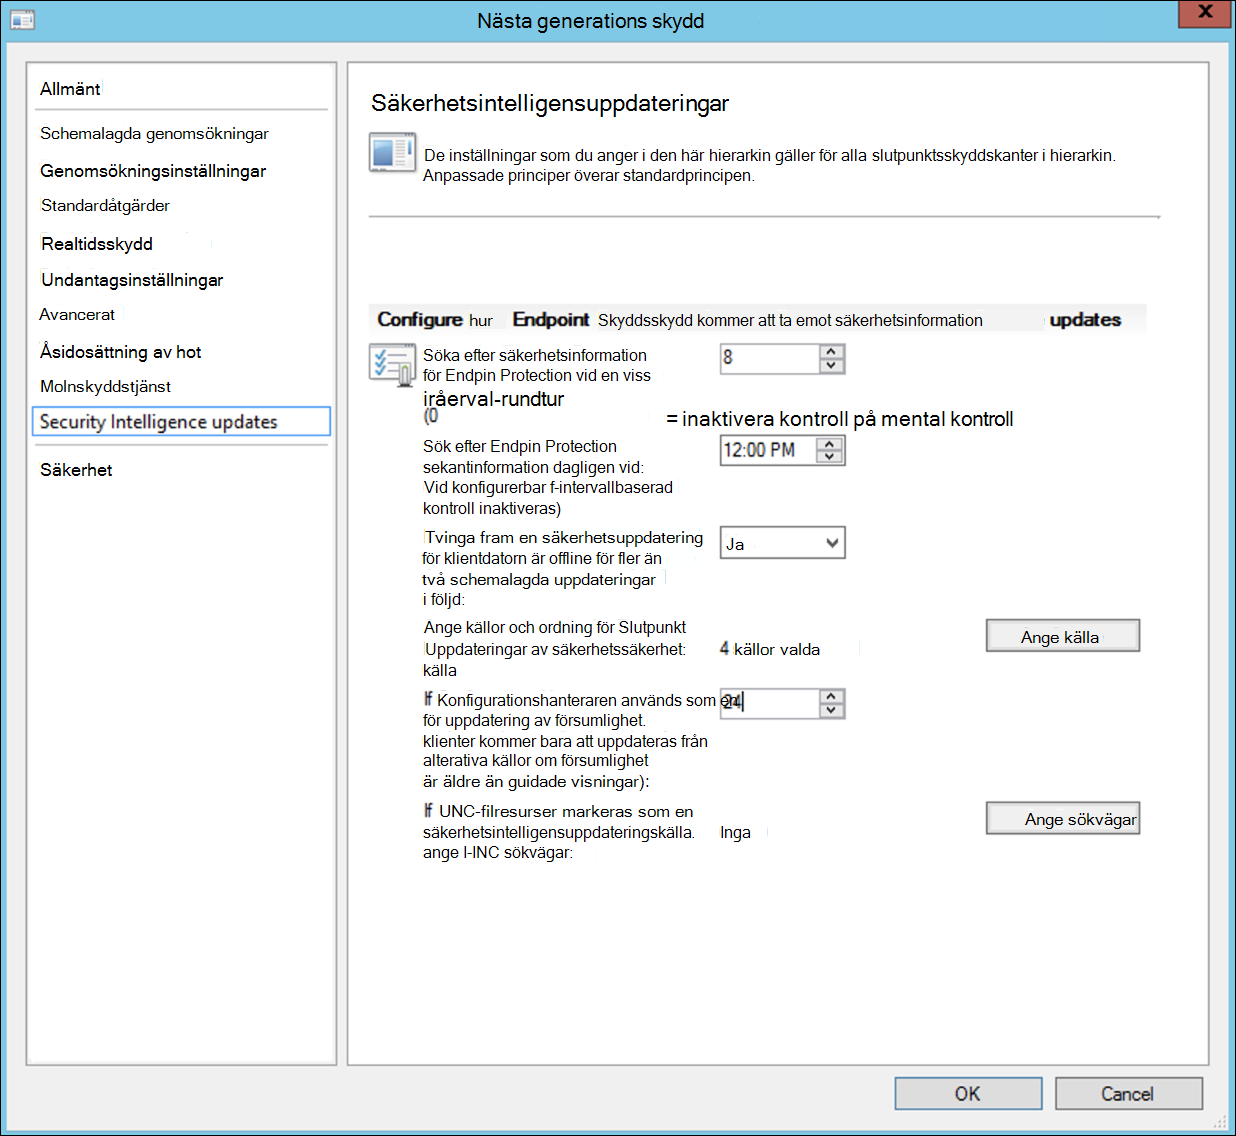 Nästa generations skydd
X
Allmänt
Schemalagda genomsökningar
Genomsökningsinställningar
Standardåtgärder
Realtidsskydd
Undantagsinställningar
Avancerat
Åsidosättning av hot
Molnskyddstjänst
Security Intelligence updates
Säkerhet
Säkerhetsintelligensuppdateringar
De inställningar som du anger i den här hierarkin gäller för alla slutpunktsskyddskanter i hierarkin.
Anpassade principer överar standardprincipen.
Configure hur Endpoint Skyddsskydd kommer att ta emot säkerhetsinformation updates
Söka efter säkerhetsinformation
för Endpin Protection vid en viss
iråerval-rundtur
(0 = inaktivera kontroll på mental kontroll
8
Sök efter Endpin Protection
sekantinformation dagligen vid:
Vid konfigurerbar f-intervallbaserad
kontroll inaktiveras)
12:00 PM
Tvinga fram en säkerhetsuppdatering
för klientdatorn är offline för fler än
två schemalagda uppdateringar
i följd:
Ja
Ange källor och ordning för Slutpunkt
Uppdateringar av säkerhetssäkerhet:
källa
4 källor valda
Ange källa
If Konfigurationshanteraren används som en
för uppdatering av försumlighet.
klienter kommer bara att uppdateras från
alterativa källor om försumlighet
är äldre än guidade visningar):
24
If UNC-filresurser markeras som en
säkerhetsintelligensuppdateringskälla.
ange I-INC sökvägar:
Inga
Ange sökvägar
OK
Cancel